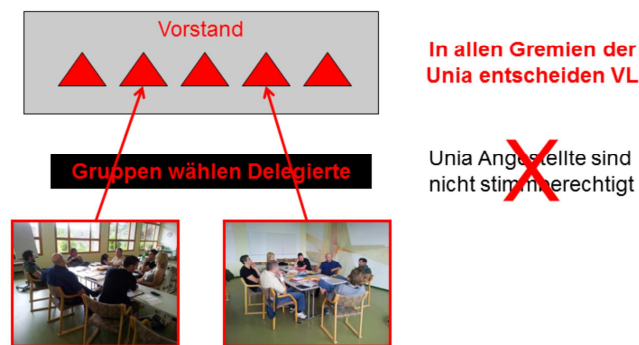 Vorstand
In allen Gremien der
Unia entscheiden VL
Gruppen wählen Delegierte
Unia Angestellte sind
nicht stimmberechtigt